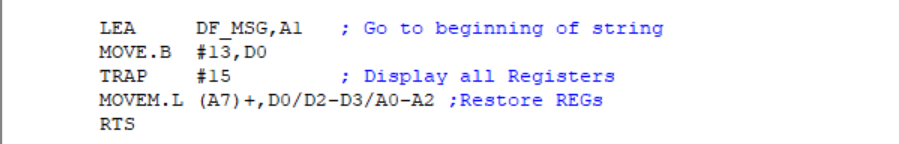 LEA DF_MSG,A1 ; Go to beginning of string
MOVE.B #13,D0
TRAP #15 ; Display all Registers
MOVEM.L (A7)+,D0/D2-D3/A0-A2 ;Restore REGs
RTS